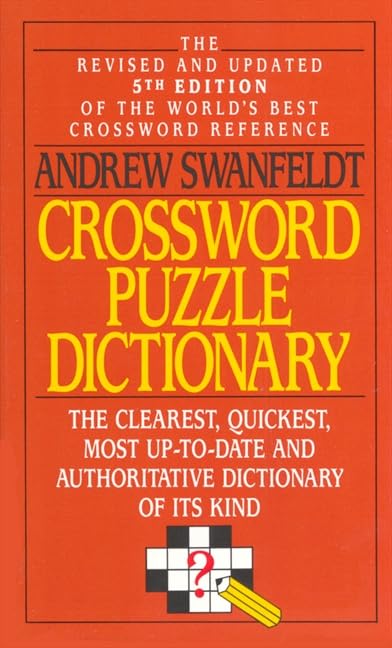 THE
REVISED AND UPDATED
5TH EDITION
OF THE WORLD'S BEST
CROSSWORD REFERENCE
ANDREW SWANFELDT
CROSSWORD
PUZZLE
DICTIONARY
THE CLEAREST, QUICKEST,
MOST UP-TO-DATE AND
AUTHORITATIVE DICTIONARY
OF ITS KIND
?